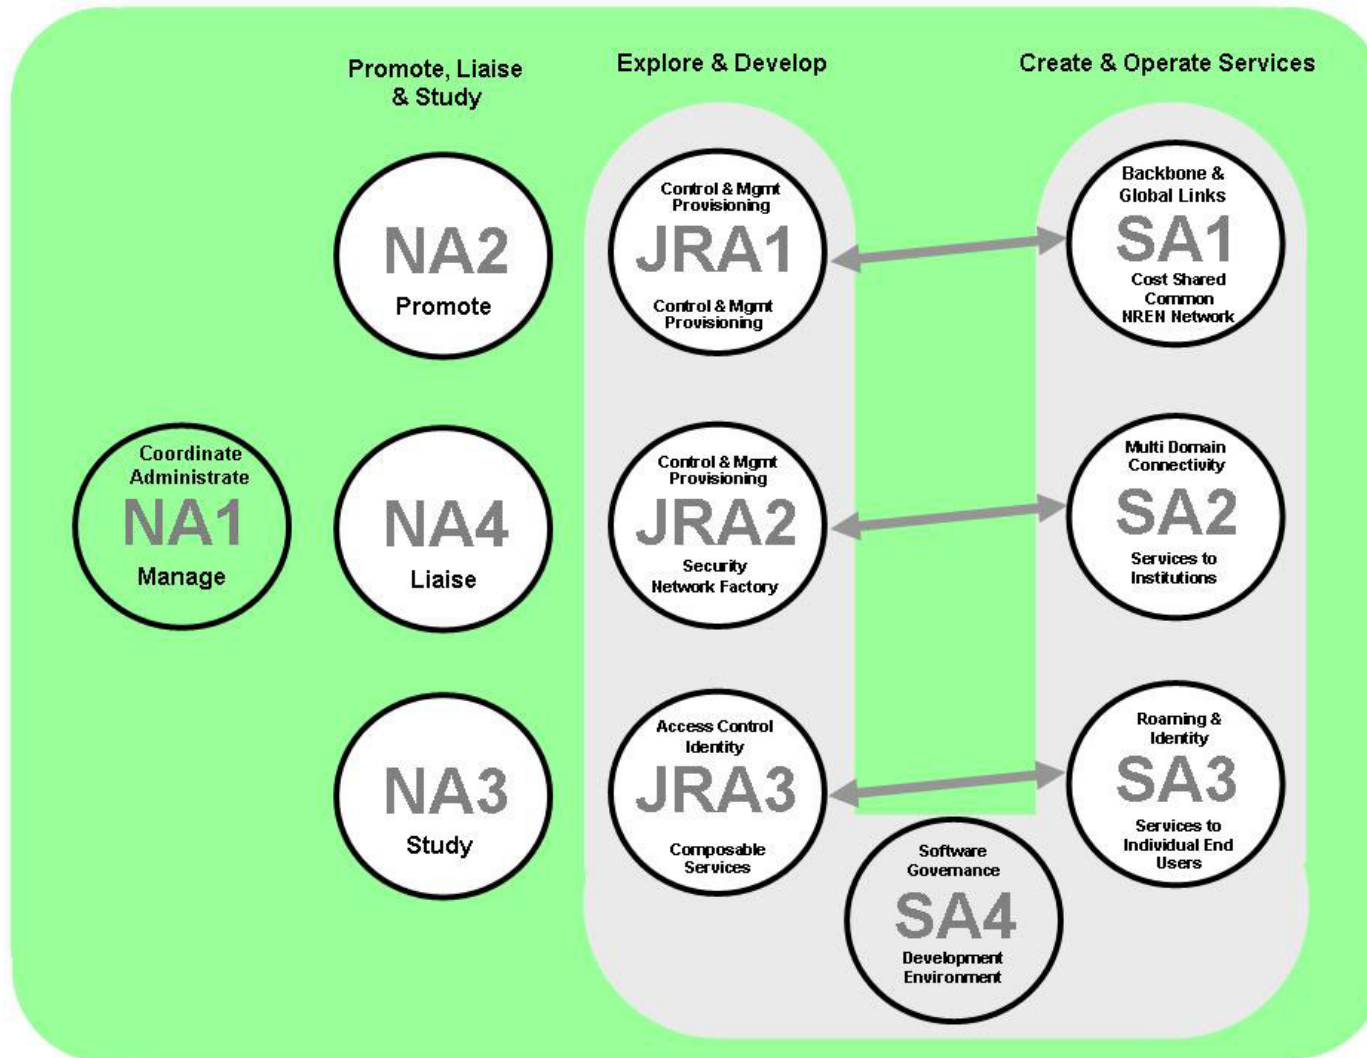 Promote, Liaise
& Study
Explore & Develop
Create & Operate Services
NA2
Promote
Control & Mgmt
Provisioning
JRA1
Control & Mgmt
Provisioning
Backbone &
Global Links
SA1
Cost Shared
Common
NREN Network
Coordinate
Administrate
NA1
Manage
NA4
Liaise
Control & Mgmt
Provisioning
JRA2
Security
Network Factory
Multi Domain
Connectivity
SA2
Services to
Institutions
NA3
Study
Access Control
Identity
JRA3
Composable
Services
Roaming &
Identity
SA3
Services to
Individual End
Users
Software
Governance
SA4
Development
Environment